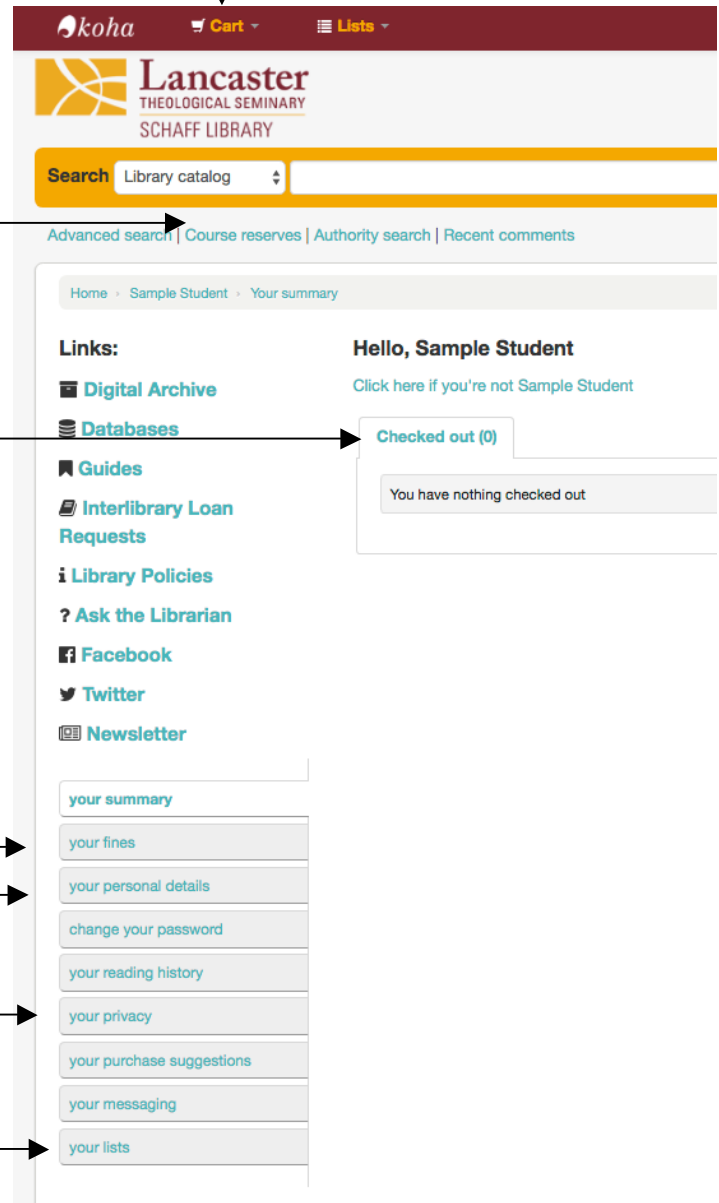 koha Cart Lists
Lancaster
THEOLOGICAL SEMINARY
SCHAFF LIBRARY
Search Library catalog
Advanced search | Course reserves | Authority search | Recent comments
Home Sample Student Your summary
Links:
Digital Archive
Databases
Guides
Interlibrary Loan
Requests
Library Policies
Ask the Librarian
Facebook
Twitter
Newsletter
Hello, Sample Student
Click here if you're not Sample Student
Checked out (0)
You have nothing checked out
your summary
your fines
your personal details
change your password
your reading history
your privacy
your purchase suggestions
your messaging
your lists